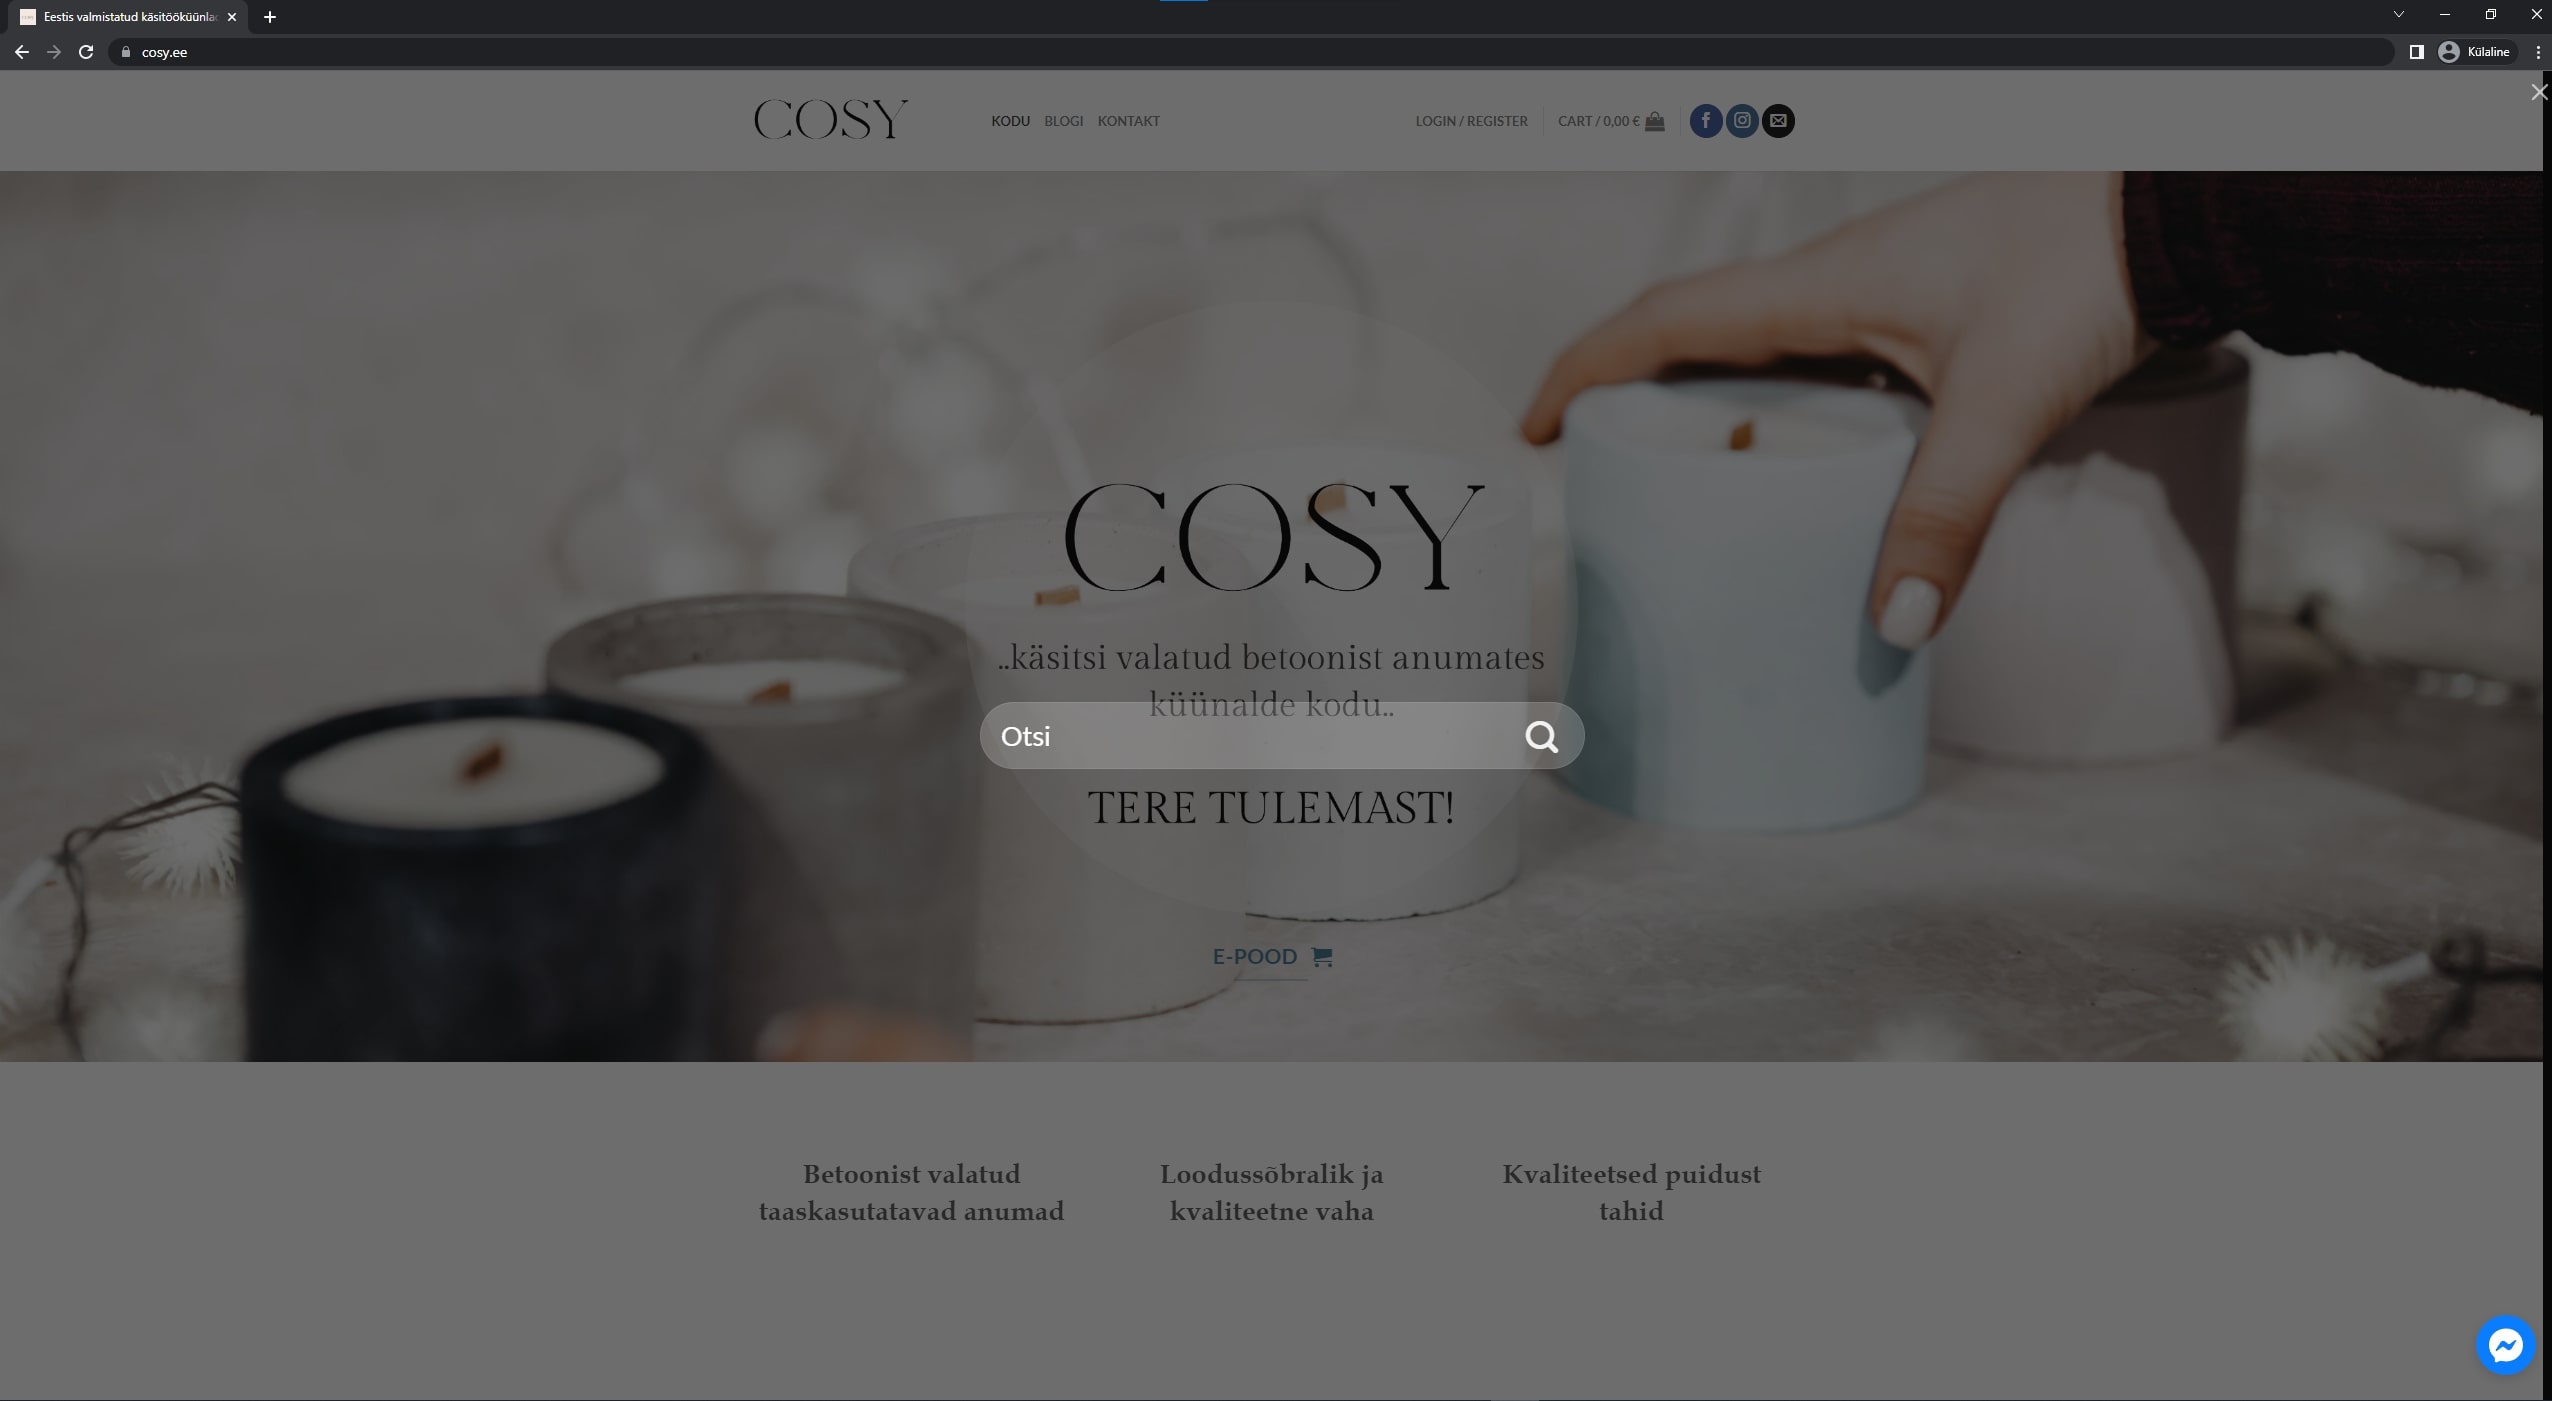 Eestis valmistatud käsitööküünla
cosy.ee
Külaline
COSY
KODU BLOGI KONTAKT
LOGIN / REGISTER
CART / 0,00 €
COSY
..käsitsi valatud betoonist anumates
küünalde kodu..
Otsi
TERE TULEMAST!
E-POOD
Betoonist valatud
taaskasutatavad anumad
Loodussõbralik ja
kvaliteetne vaha
Kvaliteetsed puidust
tahid